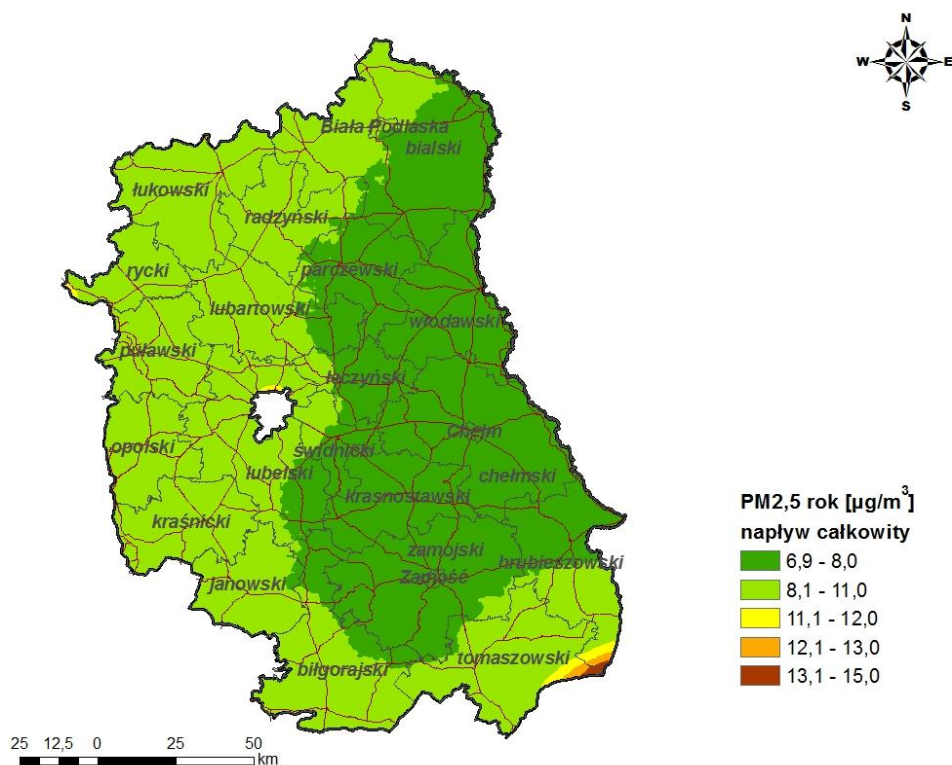 N
W E
S
Biała Podlaska
bialski
łukowski
radzyński
rycki
parczewski
lubartowski
włodawski
puławski
łęczyński
Chełm
opolski
świdnicki
lubelski
chełmski
krasnostawski
kraśnicki
zamojski
hrubieszowski
Zamość
janowski
tomaszowski
biłgorajski
PM2,5 rok [µg/m³]
napływ całkowity
6,9 - 8,0
8,1 - 11,0
11,1 - 12,0
12,1 - 13,0
13,1 - 15,0
25 12,5 0 25 50
km